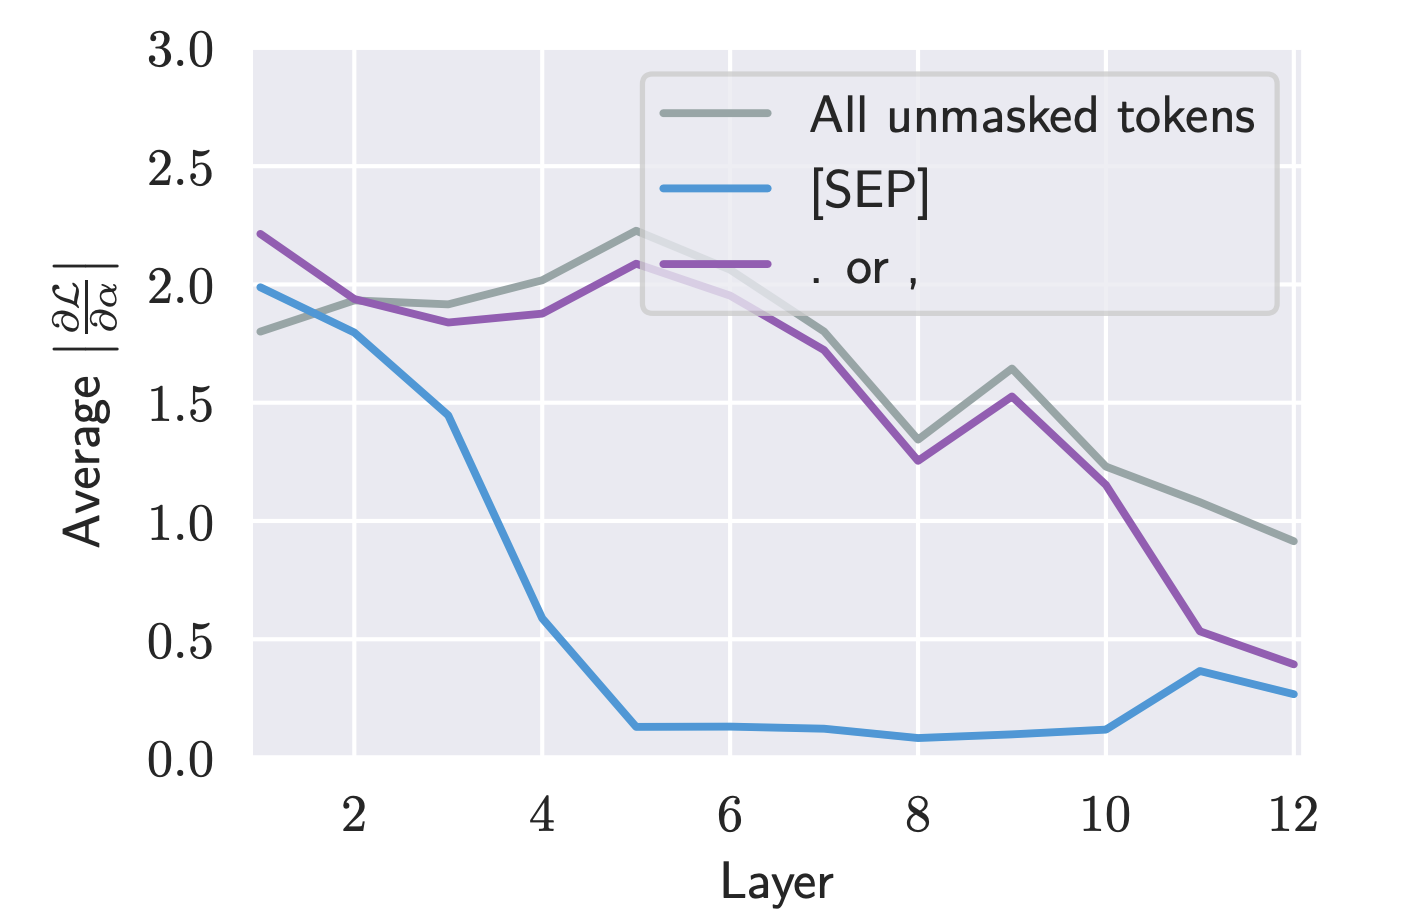 3.0
2.5
2.0
1.5
1.0
0.5
0.0
Average |∂ℒ/∂α|
All unmasked tokens
[SEP]
. or ,
2 4 6 8 10 12
Layer